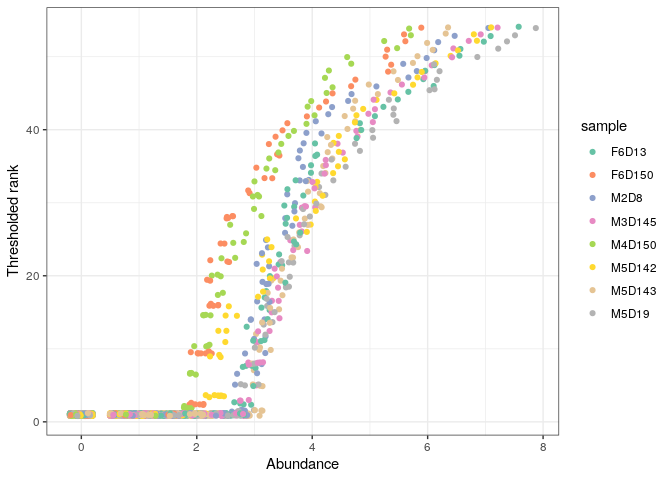 40
20
0
0
2
4
6
8
Abundance
Thresholded rank
sample
F6D13
F6D150
M2D8
M3D145
M4D150
M5D142
M5D143
M5D19